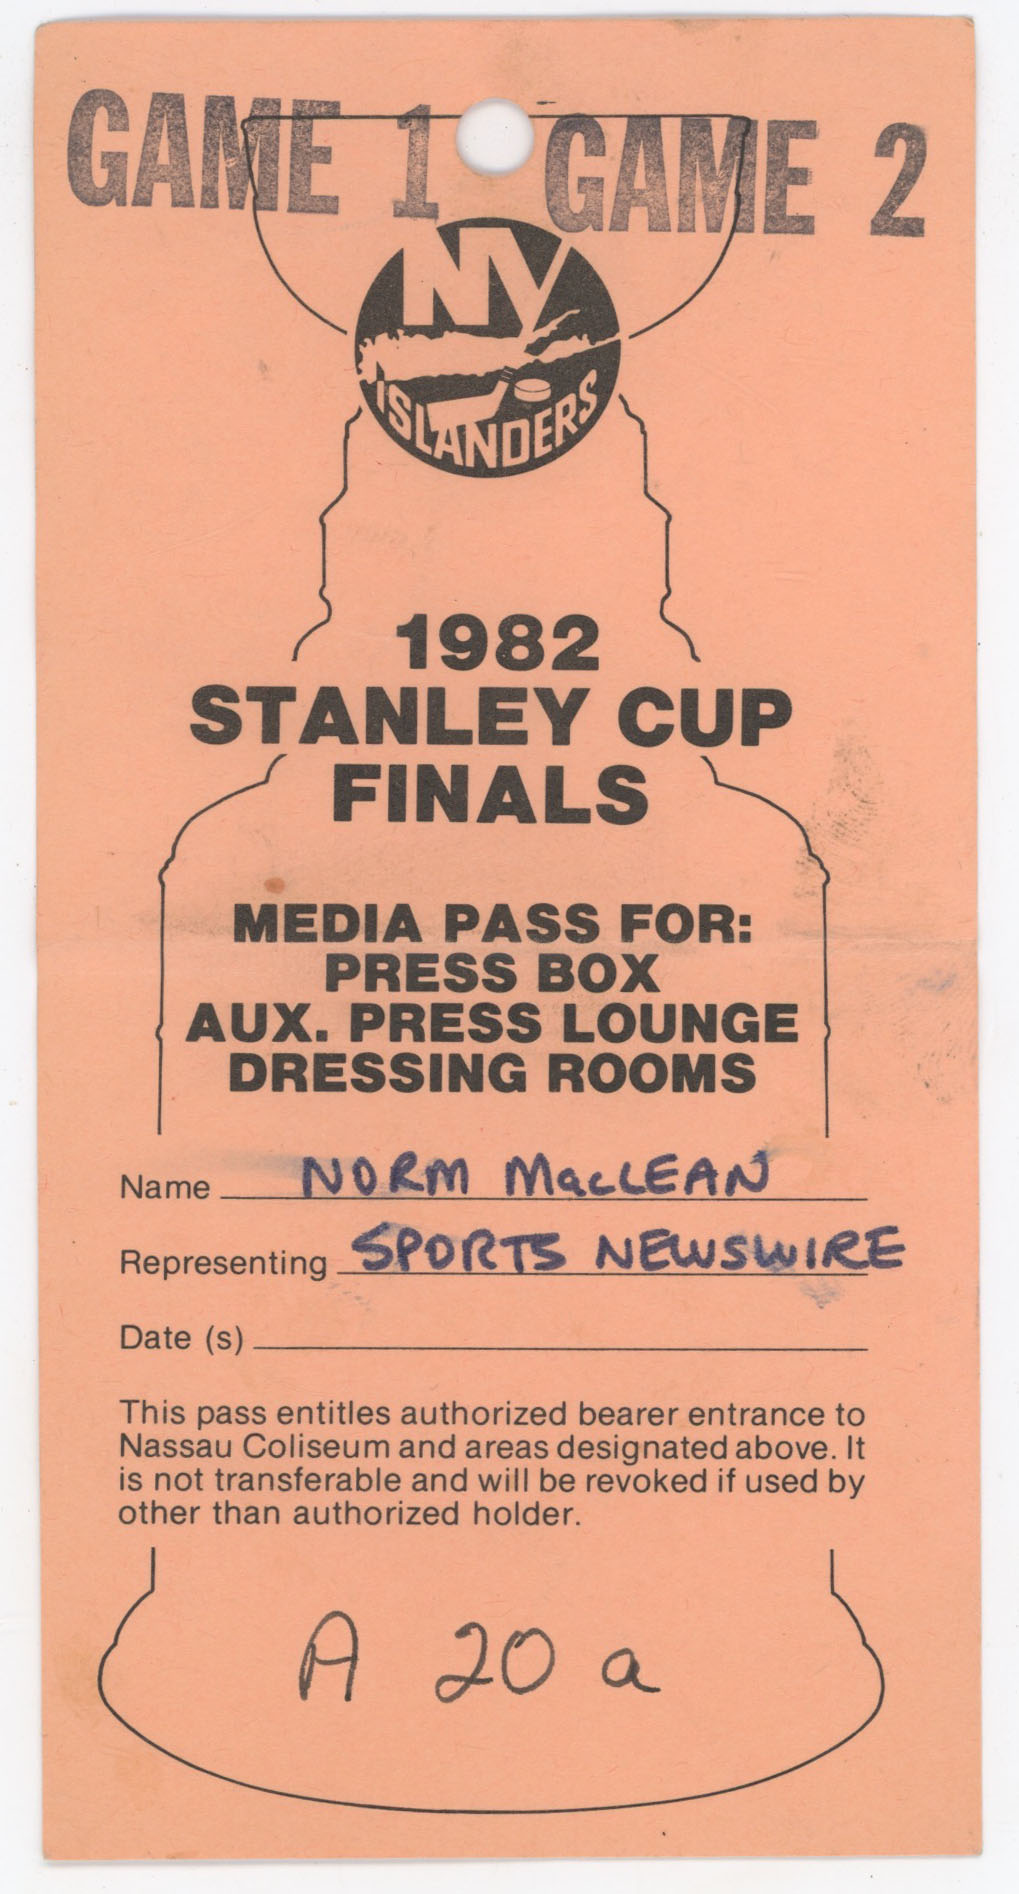 GAME 1 GAME 2
NY
ISLANDERS
1982
STANLEY CUP
FINALS
MEDIA PASS FOR:
PRESS BOX
AUX. PRESS LOUNGE
DRESSING ROOMS
Name NORM MacLEAN
Representing SPORTS NEWSWIRE
Date (s)
This pass entitles authorized bearer entrance to
Nassau Coliseum and areas designated above. It
is not transferable and will be revoked if used by
other than authorized holder.
A 20 a